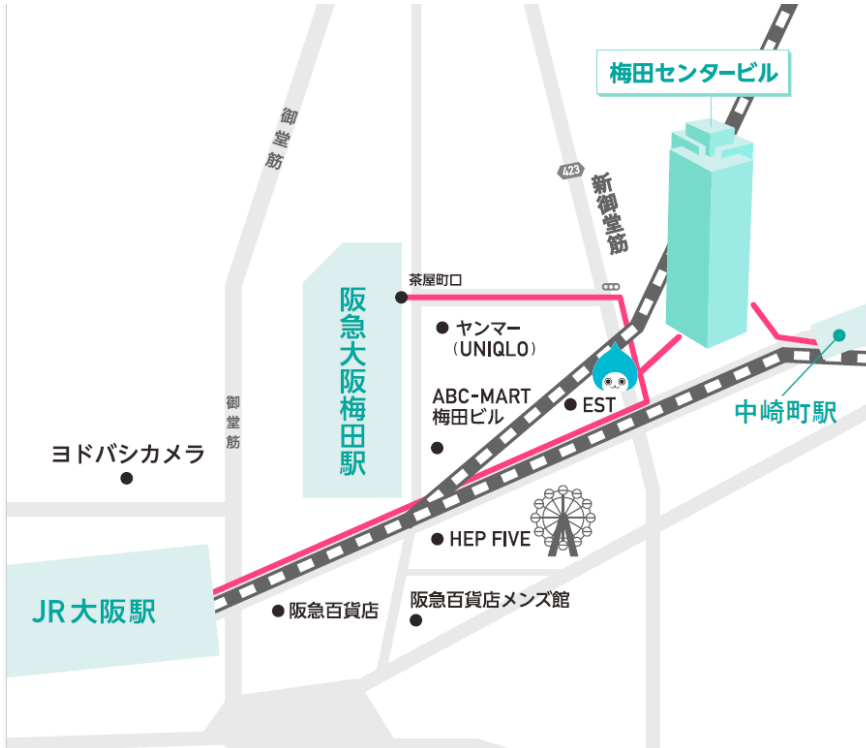 梅田センタービル
御堂筋
423
新御堂筋
茶屋町口
阪急大阪梅田駅
ヤンマー
(UNIQLO)
ABC-MART
梅田ビル
EST
中崎町駅
御堂筋
ヨドバシカメラ
HEP FIVE
JR大阪駅
阪急百貨店
阪急百貨店メンズ館